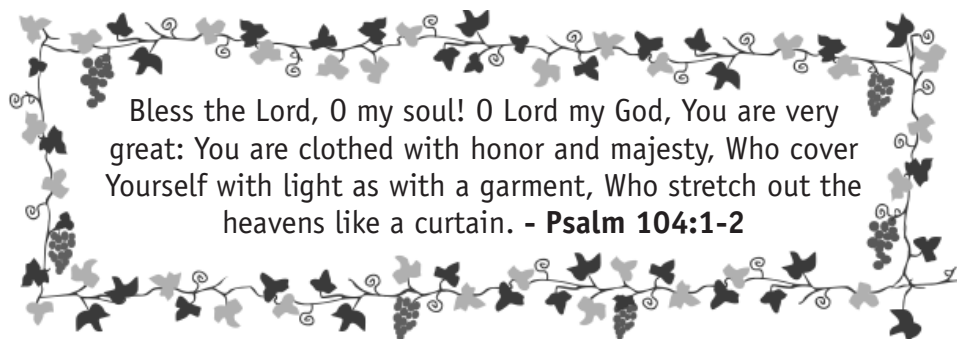 Bless the Lord, O my soul! O Lord my God, You are very
great: You are clothed with honor and majesty, Who cover
Yourself with light as with a garment, Who stretch out the
heavens like a curtain. - Psalm 104:1-2